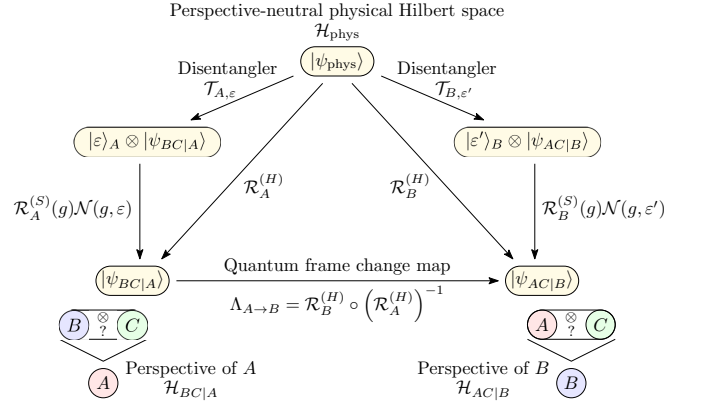 Perspective-neutral physical Hilbert space
ℋ_phys
|ψ_phys⟩
Disentangler
𝒯_{A,ε}
Disentangler
𝒯_{B,ε′}
|ε⟩_A ⊗ |ψ_{BC|A}⟩
|ε′⟩_B ⊗ |ψ_{AC|B}⟩
ℛ_A^{(S)}(g)𝒩(g, ε)
ℛ_A^{(H)}
ℛ_B^{(H)}
ℛ_B^{(S)}(g)𝒩(g, ε′)
|ψ_{BC|A}⟩
Quantum frame change map
Λ_{A→B} = ℛ_B^{(H)} ∘ (ℛ_A^{(H)})^{−1}
|ψ_{AC|B}⟩
B ⊗ ? C
A ⊗ ? C
A
Perspective of A
ℋ_{BC|A}
Perspective of B
ℋ_{AC|B}
B